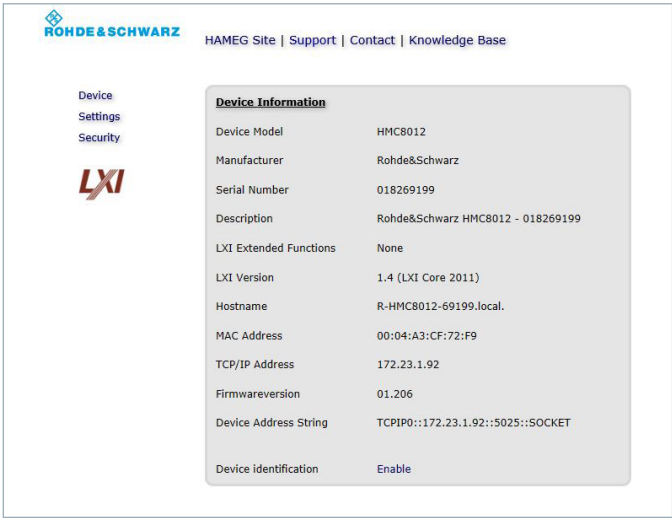 ROHDE&SCHWARZ
HAMEG Site | Support | Contact | Knowledge Base
Device
Settings
Security
LXI
Device Information
Device Model HMC8012
Manufacturer Rohde&Schwarz
Serial Number 018269199
Description Rohde&Schwarz HMC8012 - 018269199
LXI Extended Functions None
LXI Version 1.4 (LXI Core 2011)
Hostname R-HMC8012-69199.local.
MAC Address 00:04:A3:CF:72:F9
TCP/IP Address 172.23.1.92
Firmwareversion 01.206
Device Address String TCPIP0::172.23.1.92::5025::SOCKET
Device identification Enable